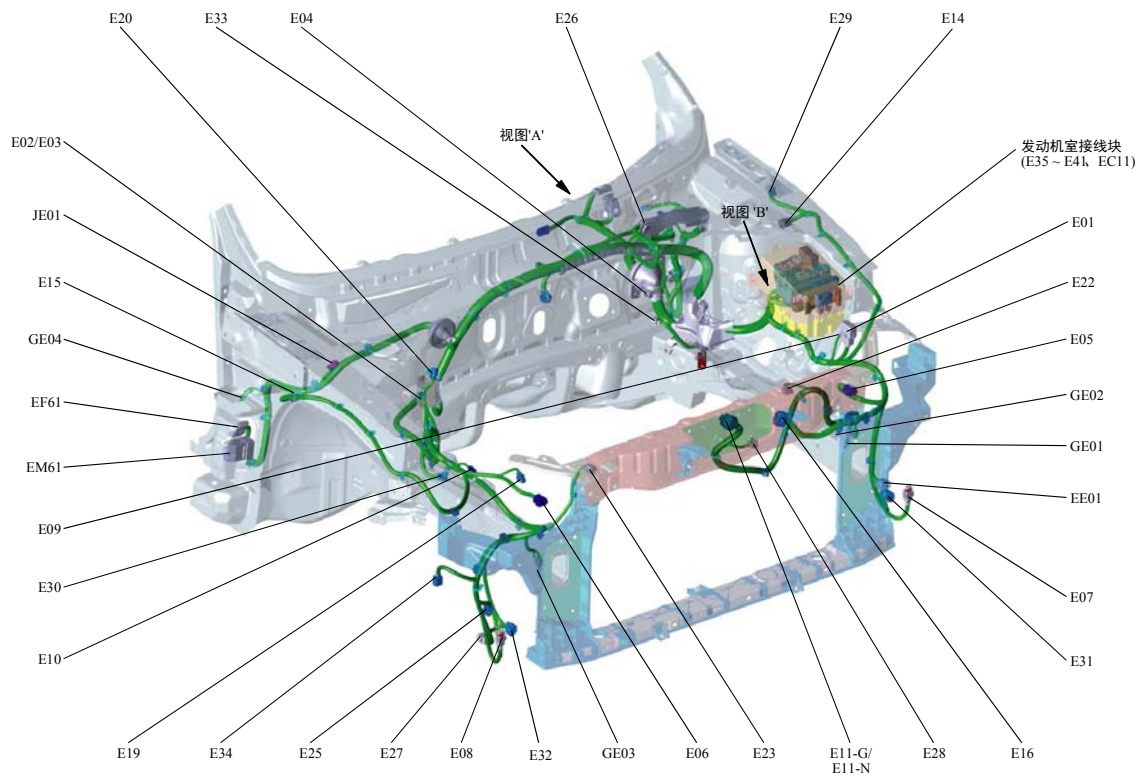 E20
E33
E04
E26
E29
E14
E02/E03
JE01
E15
GE04
EF61
EM61
E09
E30
E10
视图'A'
视图 'B'
发动机室接线块
(E35 ~ E41、EC11)
E01
E22
E05
GE02
GE01
EE01
E07
E31
E19
E34
E25
E27
E08
E32
GE03
E06
E23
E11-G/
E11-N
E28
E16